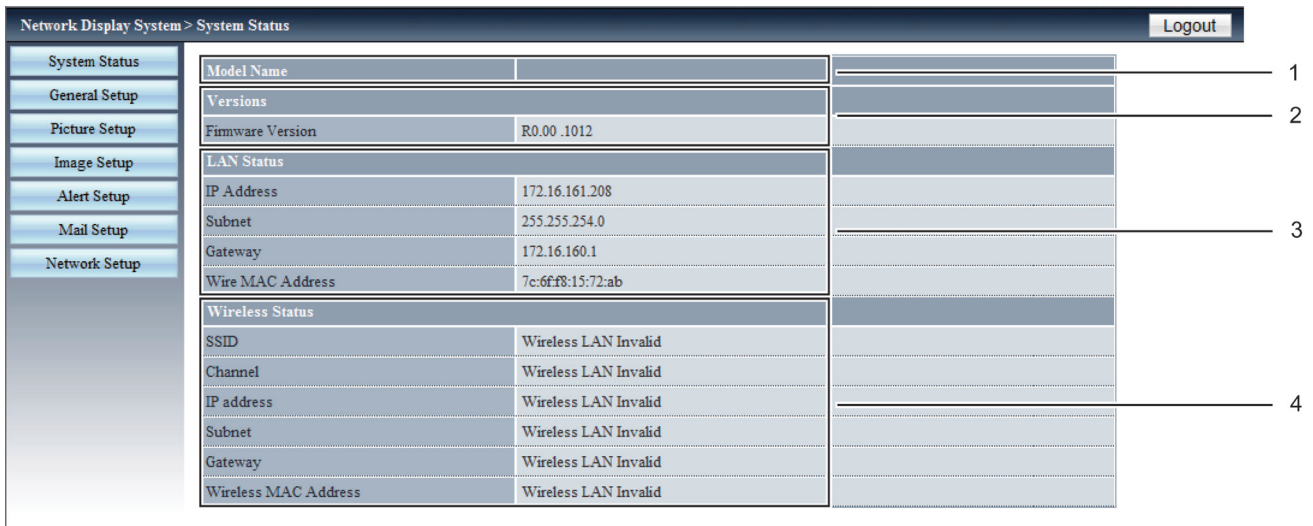 Network Display System > System Status
Logout
System Status
General Setup
Picture Setup
Image Setup
Alert Setup
Mail Setup
Network Setup
Model Name
Versions
Firmware Version R0.00 .1012
LAN Status
IP Address 172.16.161.208
Subnet 255.255.254.0
Gateway 172.16.160.1
Wire MAC Address 7c:6f:f8:15:72:ab
Wireless Status
SSID Wireless LAN Invalid
Channel Wireless LAN Invalid
IP address Wireless LAN Invalid
Subnet Wireless LAN Invalid
Gateway Wireless LAN Invalid
Wireless MAC Address Wireless LAN Invalid
1
2
3
4